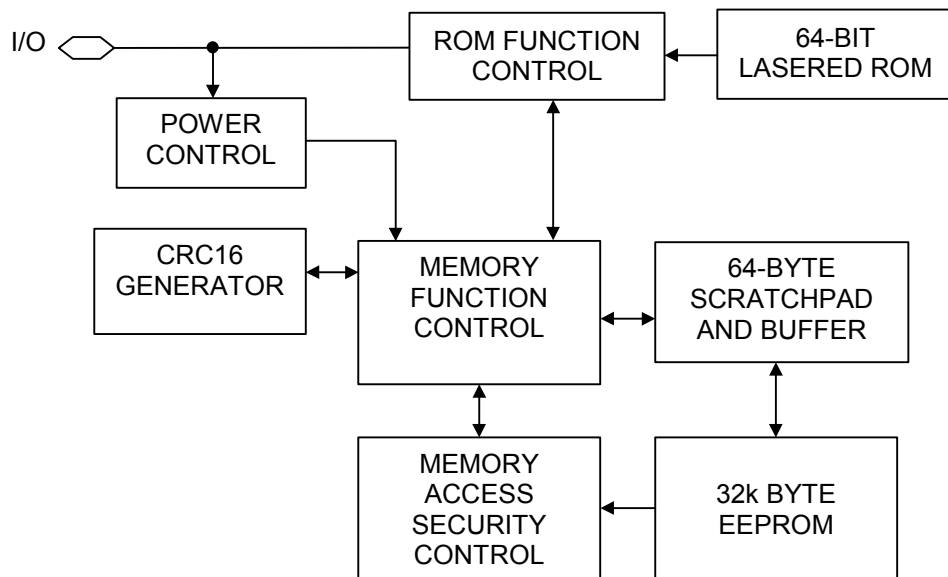 I/O
ROM FUNCTION
CONTROL
64-BIT
LASERED ROM
POWER
CONTROL
CRC16
GENERATOR
MEMORY
FUNCTION
CONTROL
64-BYTE
SCRATCHPAD
AND BUFFER
MEMORY
ACCESS
SECURITY
CONTROL
32k BYTE
EEPROM